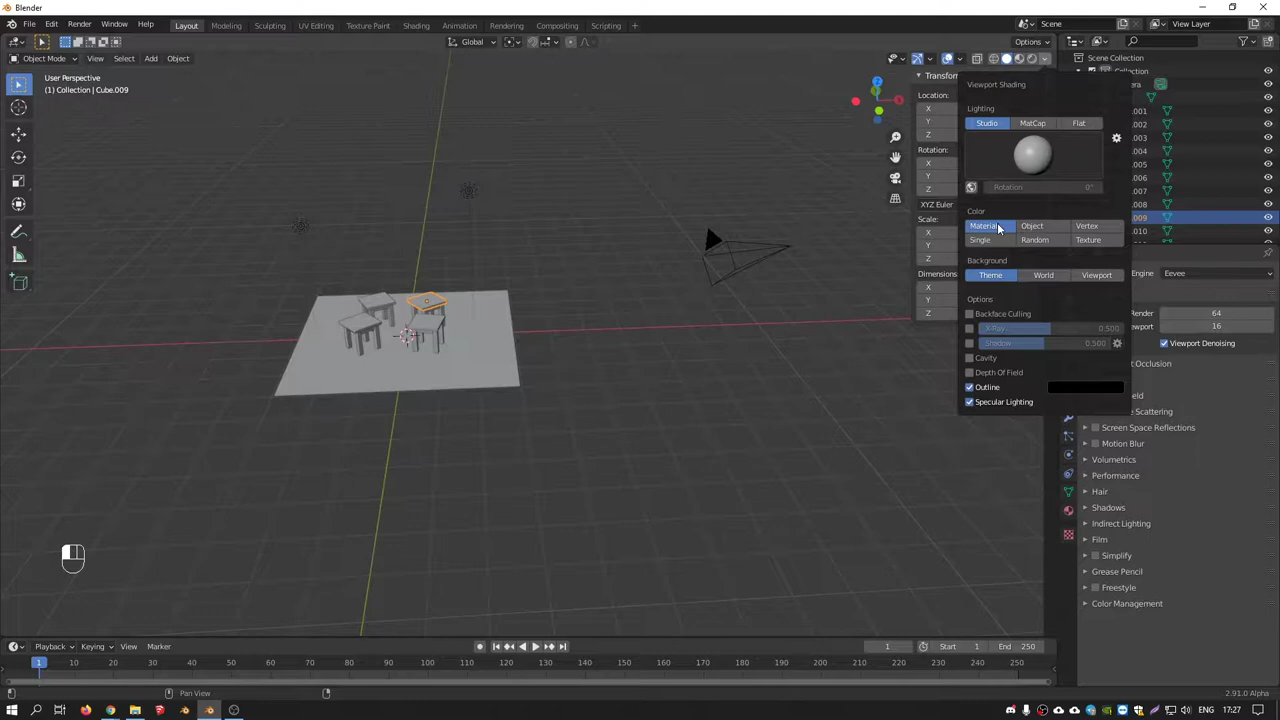 Blender
File Edit Render Window Help
Layout Modeling Sculpting UV Editing Texture Paint Shading Animation Rendering Compositing Scripting +
Scene
View Layer
Global
Options
Object Mode View Select Add Object
User Perspective
(1) Collection | Cube.009
Transform
Location:
X
Y
Z
Rotation:
X
Y
Z
XYZ Euler
Scale:
X
Y
Z
Dimensions:
X
Y
Z
Viewport Shading
Lighting
Studio MatCap Flat
Rotation 0°
Color
Material Object Vertex
Single Random Texture
Background
Theme World Viewport
Options
Backface Culling
X-Ray 0.500
Shadow 0.500
Cavity
Depth Of Field
Outline
Specular Lighting
Scene Collection
Collection
.001
.002
.003
.004
.005
.006
.007
.008
.009
.010
Engine Eevee
Render 64
Viewport 16
Viewport Denoising
t Occlusion
Screen Space Reflections
Motion Blur
Volumetrics
Performance
Hair
Shadows
Indirect Lighting
Film
Simplify
Grease Pencil
Freestyle
Color Management
Playback Keying View Marker
1 Start 1 End 250
1 10 20 30 40 50 60 70 80 90 100 110 120 130 140 150 160 170 180 190 200 210 220 230 240 250
Pan View
2.91.0 Alpha
ENG 17:27